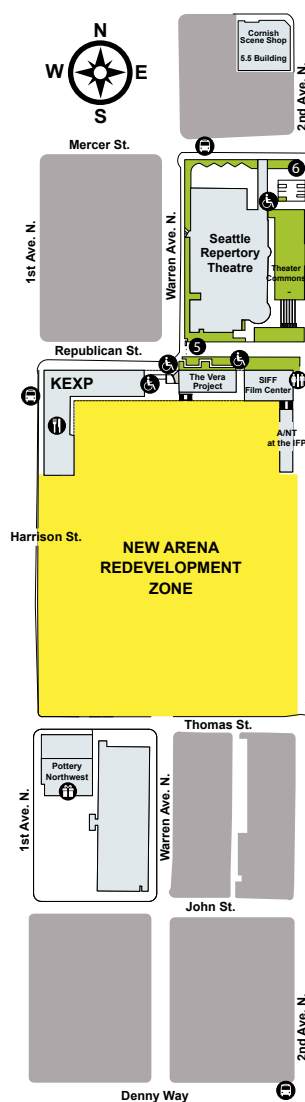 Cornish
Scene Shop
5.5 Building
2nd Ave. N.
N
W
E
S
Mercer St.
6
1st Ave. N.
Warren Ave. N.
Seattle
Repertory
Theatre
Theater
Commons
Republican St.
5
KEXP
The Vera
Project
SIFF
Film Center
A/NT
at the IFP
Harrison St.
NEW ARENA
REDEVELOPMENT
ZONE
Thomas St.
1st Ave. N.
Pottery
Northwest
Warren Ave. N.
John St.
2nd Ave. N.
Denny Way